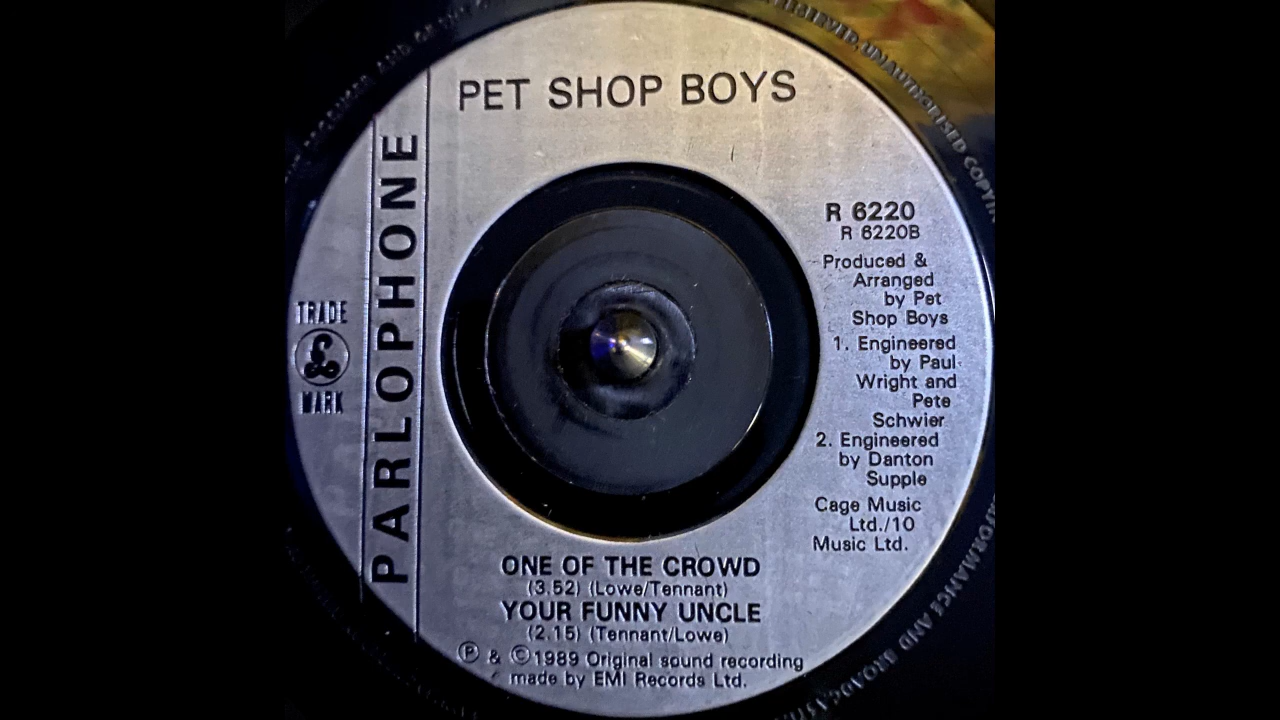 PET SHOP BOYS
PARLOPHONE
TRADE
MARK
R 6220
R 6220B
Produced &
Arranged
by Pet
Shop Boys
1. Engineered
by Paul
Wright and
Pete
Schwier
2. Engineered
by Danton
Supple
Cage Music
Ltd./10
Music Ltd.
ONE OF THE CROWD
(3.52) (Lowe/Tennant)
YOUR FUNNY UNCLE
(2.15) (Tennant/Lowe)
Ⓟ & ©1989 Original sound recording
made by EMI Records Ltd.
UNAUTHORISED
AND